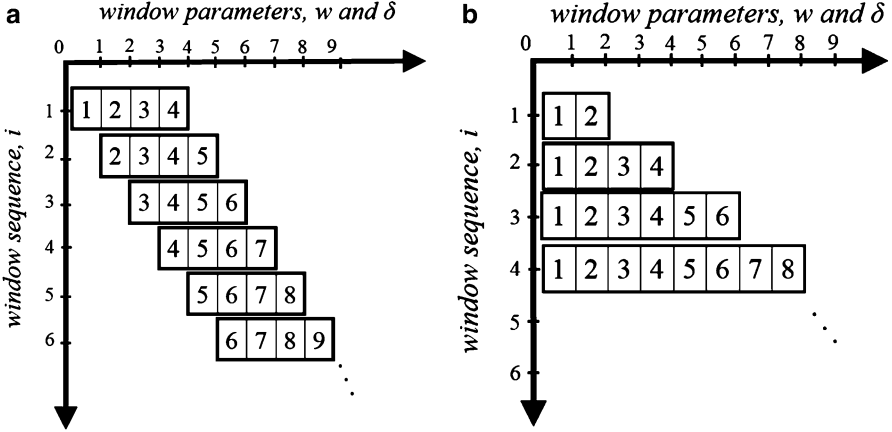 a
window parameters, w and δ
0 1 2 3 4 5 6 7 8 9
window sequence, i
1 1 2 3 4
2 2 3 4 5
3 3 4 5 6
4 4 5 6 7
5 5 6 7 8
6 6 7 8 9
b
window parameters, w and δ
0 1 2 3 4 5 6 7 8 9
window sequence, i
1 1 2
2 1 2 3 4
3 1 2 3 4 5 6
4 1 2 3 4 5 6 7 8
5
6